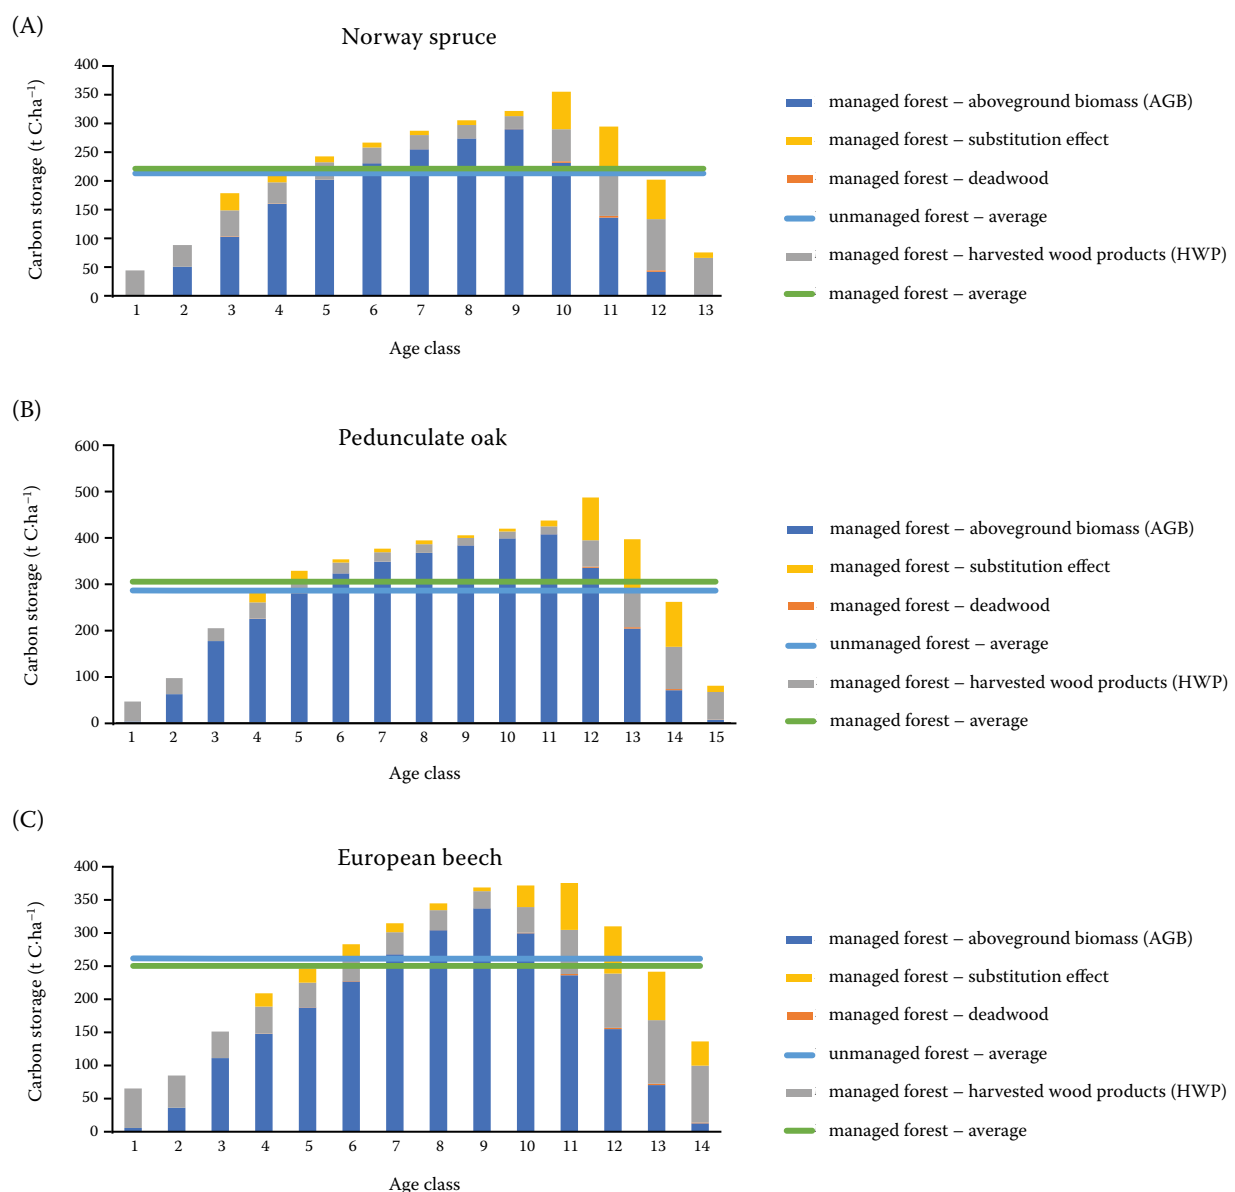 (A)
Norway spruce
Carbon storage (t C·ha⁻¹)
400
350
300
250
200
150
100
50
0
1 2 3 4 5 6 7 8 9 10 11 12 13
Age class
managed forest – aboveground biomass (AGB)
managed forest – substitution effect
managed forest – deadwood
unmanaged forest – average
managed forest – harvested wood products (HWP)
managed forest – average
(B)
Pedunculate oak
Carbon storage (t C·ha⁻¹)
600
500
400
300
200
100
0
1 2 3 4 5 6 7 8 9 10 11 12 13 14 15
Age class
managed forest – aboveground biomass (AGB)
managed forest – substitution effect
managed forest – deadwood
unmanaged forest – average
managed forest – harvested wood products (HWP)
managed forest – average
(C)
European beech
Carbon storage (t C·ha⁻¹)
400
350
300
250
200
150
100
50
0
1 2 3 4 5 6 7 8 9 10 11 12 13 14
Age class
managed forest – aboveground biomass (AGB)
managed forest – substitution effect
managed forest – deadwood
unmanaged forest – average
managed forest – harvested wood products (HWP)
managed forest – average